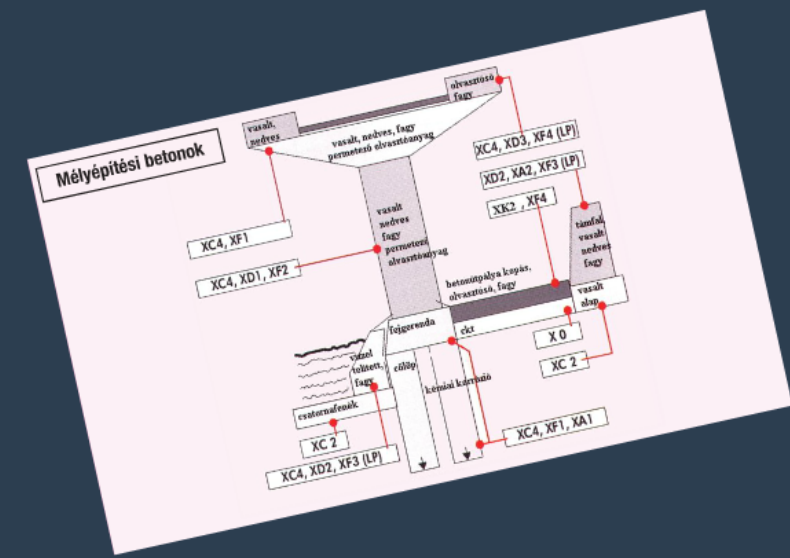 Mélyépítési betonok
vasalt,
nedves
olvasztósó
fagy
vasalt, nedves, fagy
permetező olvasztóanyag
XC4, XD3, XF4 (LP)
XD2, XA2, XF3 (LP)
XK2 , XF4
XC4, XF1
XC4, XD1, XF2
vasalt
nedves
fagy
permetező
olvasztóanyag
támfal,
vasalt
nedves
fagy
betonútpálya kopás,
olvasztósó, fagy
vasalt
alap
fejgerenda
ckt
X 0
XC 2
vízzel
telített,
fagy
cölöp
kémiai korrózió
csatornafenék
XC 2
XC4, XD2, XF3 (LP)
XC4, XF1, XA1